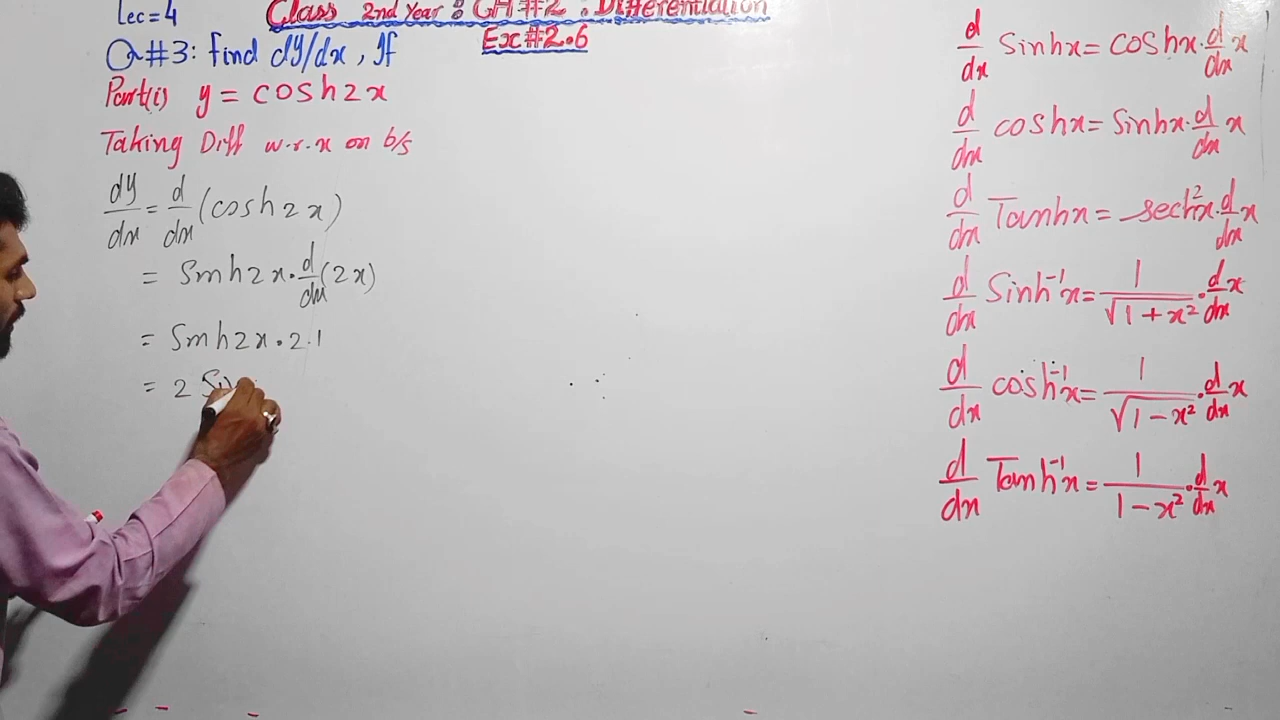 Lec=4
Class 2nd Year : CH#2 : Differentiation
Ex#2.6
Q#3: find dy/dx, If
Part(i) y = cosh2x
Taking Diff w.r.x on b/s
dy/dx = d/dx (cosh2x)
= Sinh2x · d/dx (2x)
= Sinh2x · 2·1
= 2 Sin
d/dx Sinhx = coshx · d/dx x
d/dx coshx = Sinhx · d/dx x
d/dx Tanhx = sech²x · d/dx x
d/dx Sinh⁻¹x = 1/√(1+x²) · d/dx x
d/dx cosh⁻¹x = 1/√(1-x²) · d/dx x
d/dx Tanh⁻¹x = 1/(1-x²) · d/dx x